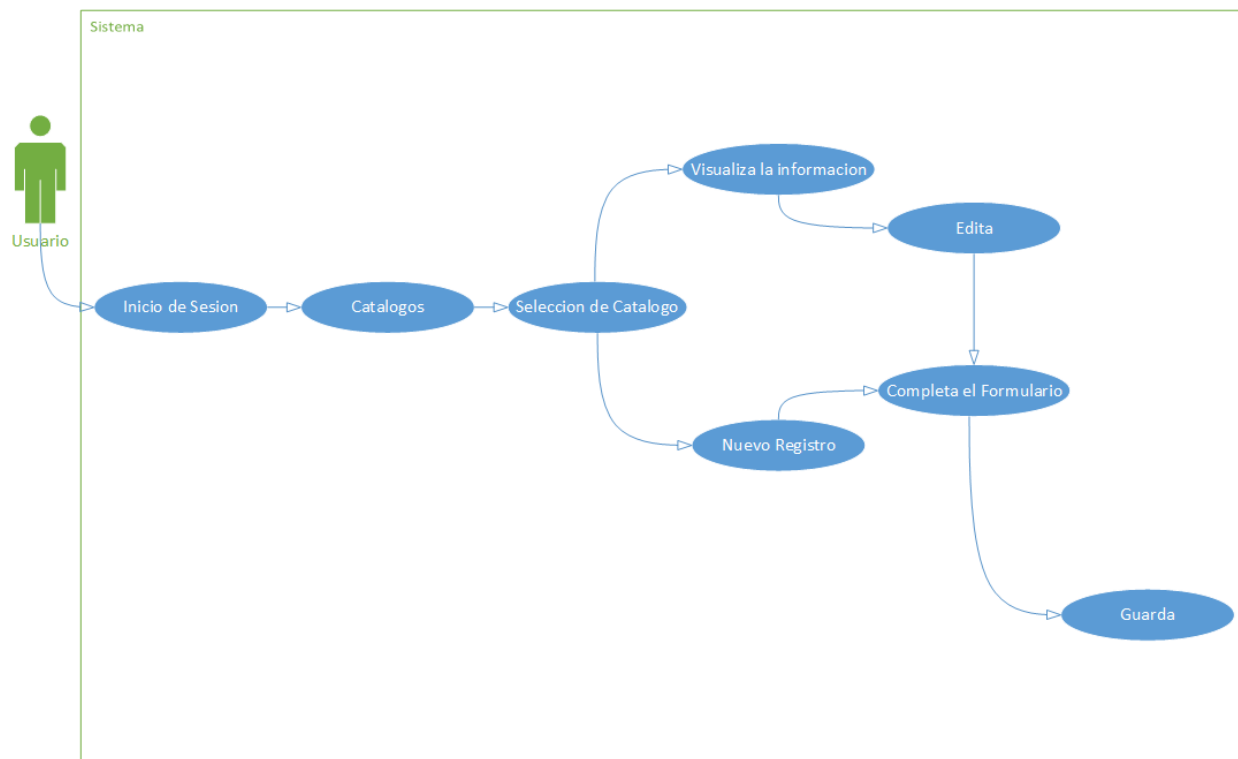 Sistema
Usuario
Inicio de Sesion
Catalogos
Seleccion de Catalogo
Visualiza la informacion
Edita
Completa el Formulario
Nuevo Registro
Guarda